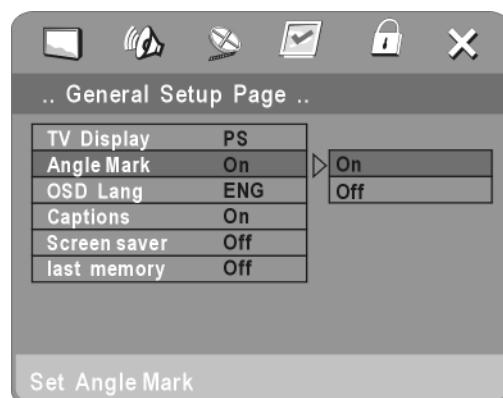 .. General Setup Page ..
TV Display PS
Angle Mark On On
OSD Lang ENG Off
Captions On
Screen saver Off
last memory Off
Set Angle Mark